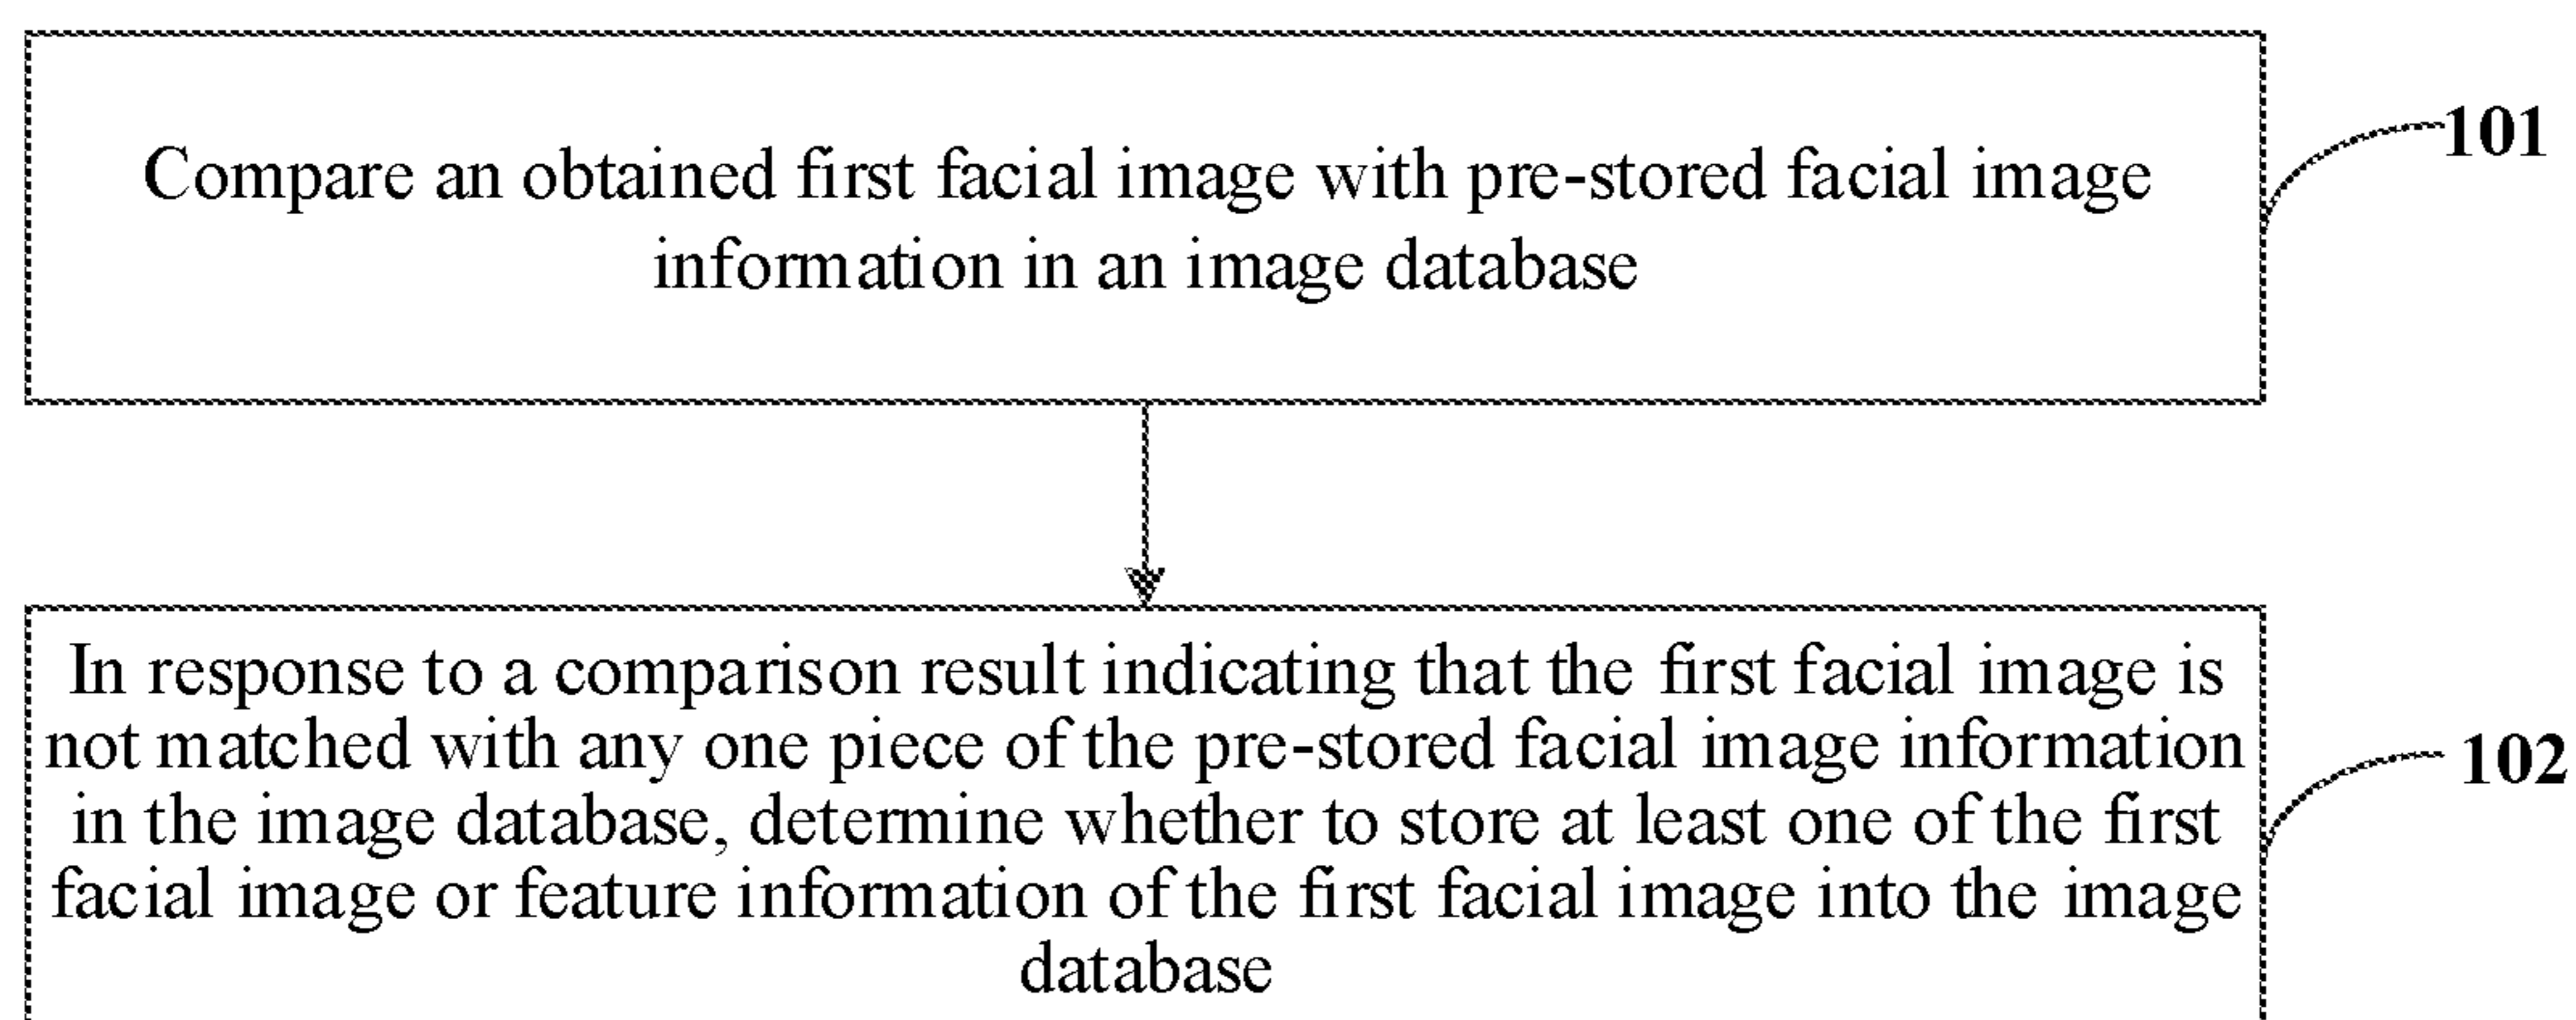 Compare an obtained first facial image with pre-stored facial image
information in an image database
101
In response to a comparison result indicating that the first facial image is
not matched with any one piece of the pre-stored facial image information
in the image database, determine whether to store at least one of the first
facial image or feature information of the first facial image into the image
database
102